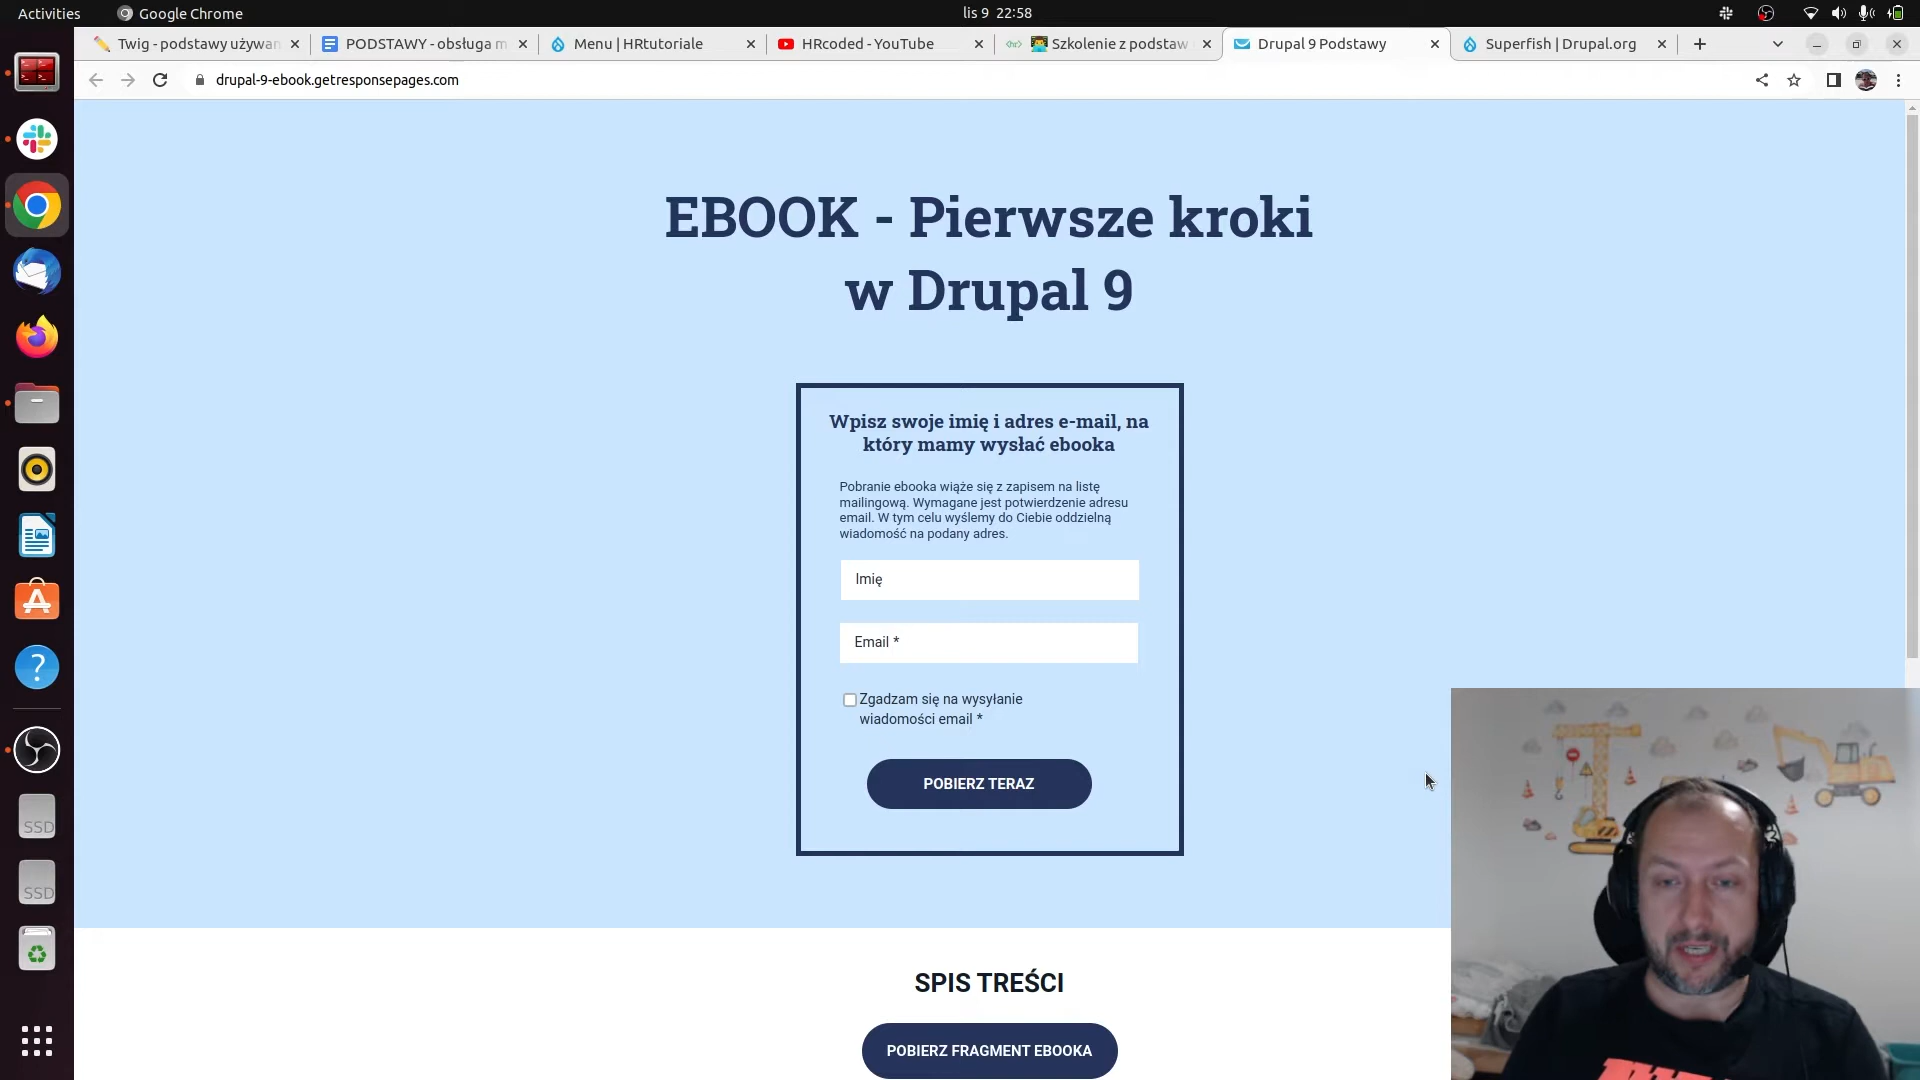 Activities
Google Chrome
lis 9 22:58
Twig - podstawy używan
PODSTAWY - obsługa m
Menu | HRtutoriale
HRcoded - YouTube
Szkolenie z podstaw
Drupal 9 Podstawy
Superfish | Drupal.org
drupal-9-ebook.getresponsepages.com
EBOOK - Pierwsze kroki
w Drupal 9
Wpisz swoje imię i adres e-mail, na
który mamy wysłać ebooka
Pobranie ebooka wiąże się z zapisem na listę
mailingową. Wymagane jest potwierdzenie adresu
email. W tym celu wyślemy do Ciebie oddzielną
wiadomość na podany adres.
Imię
Email *
Zgadzam się na wysyłanie
wiadomości email *
POBIERZ TERAZ
SPIS TREŚCI
POBIERZ FRAGMENT EBOOKA
SSD
SSD